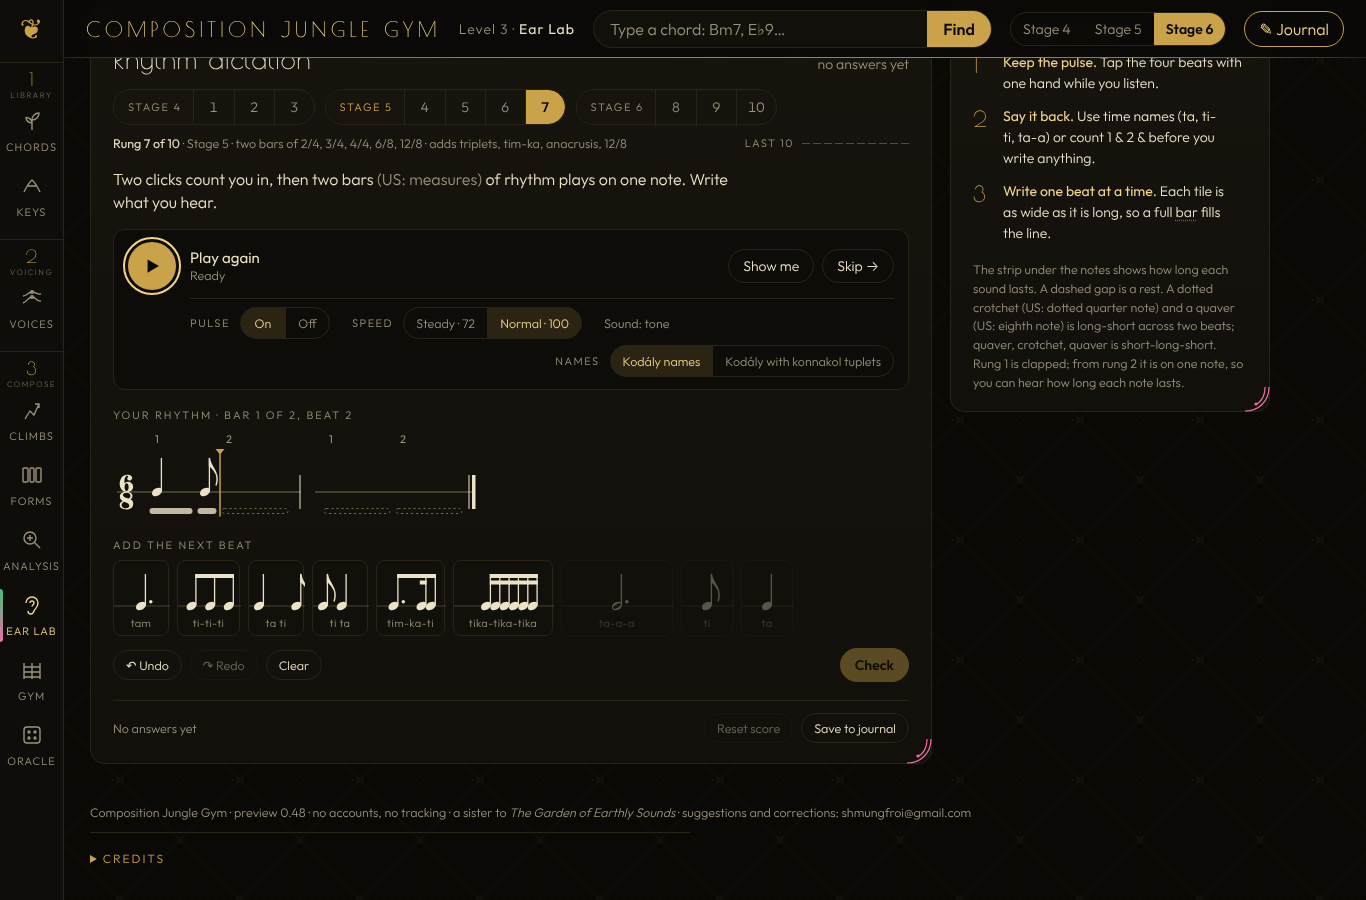 COMPOSITION JUNGLE GYM
Level 3 · Ear Lab
Type a chord: Bm7, E♭9...
Find
Stage 4
Stage 5
Stage 6
✎ Journal
1
LIBRARY
CHORDS
KEYS
2
VOICING
VOICES
3
COMPOSE
CLIMBS
FORMS
ANALYSIS
EAR LAB
GYM
ORACLE
Rhythm dictation
no answers yet
STAGE 4 1 2 3
STAGE 5 4 5 6 7
STAGE 6 8 9 10
Rung 7 of 10 · Stage 5 · two bars of 2/4, 3/4, 4/4, 6/8, 12/8 · adds triplets, tim-ka, anacrusis, 12/8
LAST 10
Two clicks count you in, then two bars (US: measures) of rhythm plays on one note. Write
what you hear.
Play again
Ready
Show me
Skip →
PULSE On Off
SPEED Steady · 72 Normal · 100
Sound: tone
NAMES Kodály names Kodály with konnakol tuplets
YOUR RHYTHM · BAR 1 OF 2, BEAT 2
1 2 1 2
6
8
ADD THE NEXT BEAT
tam
ti-ti-ti
ta ti
ti ta
tim-ka-ti
tika-tika-tika
ta-a-a
ti
ta
↶ Undo
↷ Redo
Clear
Check
No answers yet
Reset score
Save to journal
1 Keep the pulse. Tap the four beats with
one hand while you listen.
2 Say it back. Use time names (ta, ti-
ti, ta-a) or count 1 & 2 & before you
write anything.
3 Write one beat at a time. Each tile is
as wide as it is long, so a full bar fills
the line.
The strip under the notes shows how long each
sound lasts. A dashed gap is a rest. A dotted
crotchet (US: dotted quarter note) and a quaver
(US: eighth note) is long-short across two beats;
quaver, crotchet, quaver is short-long-short.
Rung 1 is clapped; from rung 2 it is on one note, so
you can hear how long each note lasts.
Composition Jungle Gym · preview 0.48 · no accounts, no tracking · a sister to The Garden of Earthly Sounds · suggestions and corrections: shmungfroi@gmail.com
CREDITS